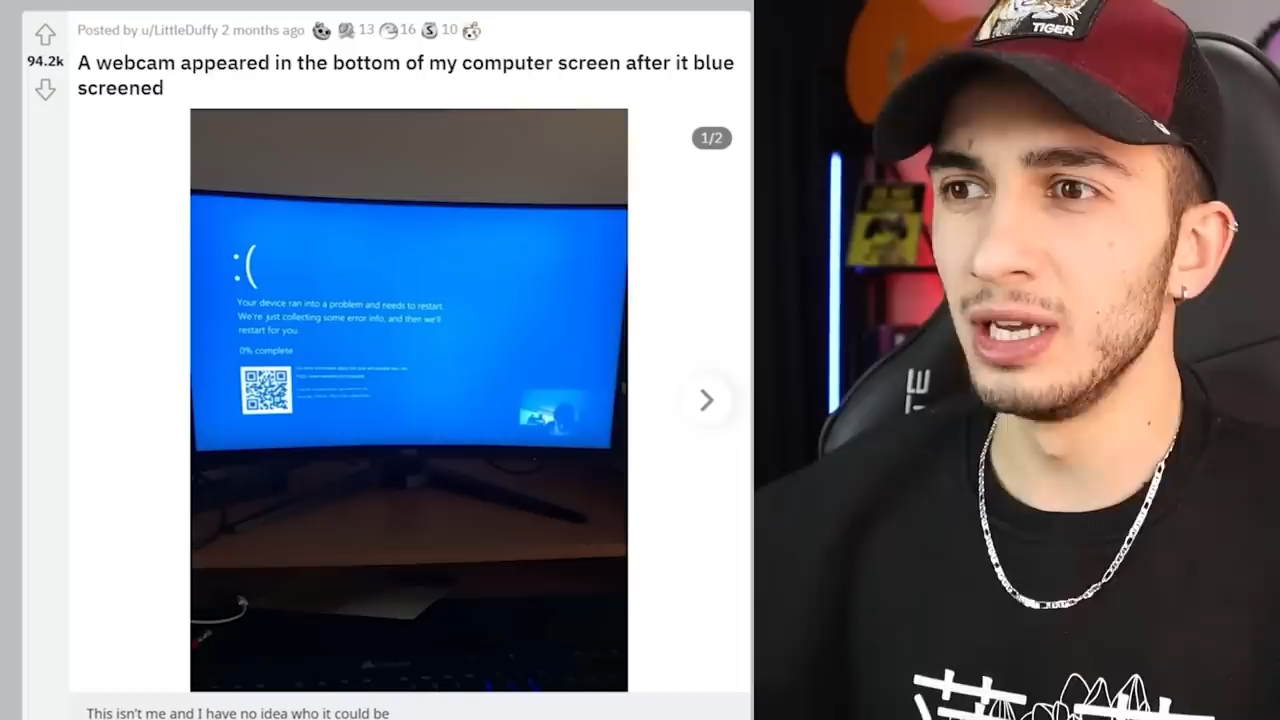 Posted by u/LittleDuffy 2 months ago 13 16 10
94.2k
A webcam appeared in the bottom of my computer screen after it blue
screened
1/2
:(
Your device ran into a problem and needs to restart.
We're just collecting some error info, and then we'll
restart for you.
0% complete
This isn't me and I have no idea who it could be
TIGER
TE